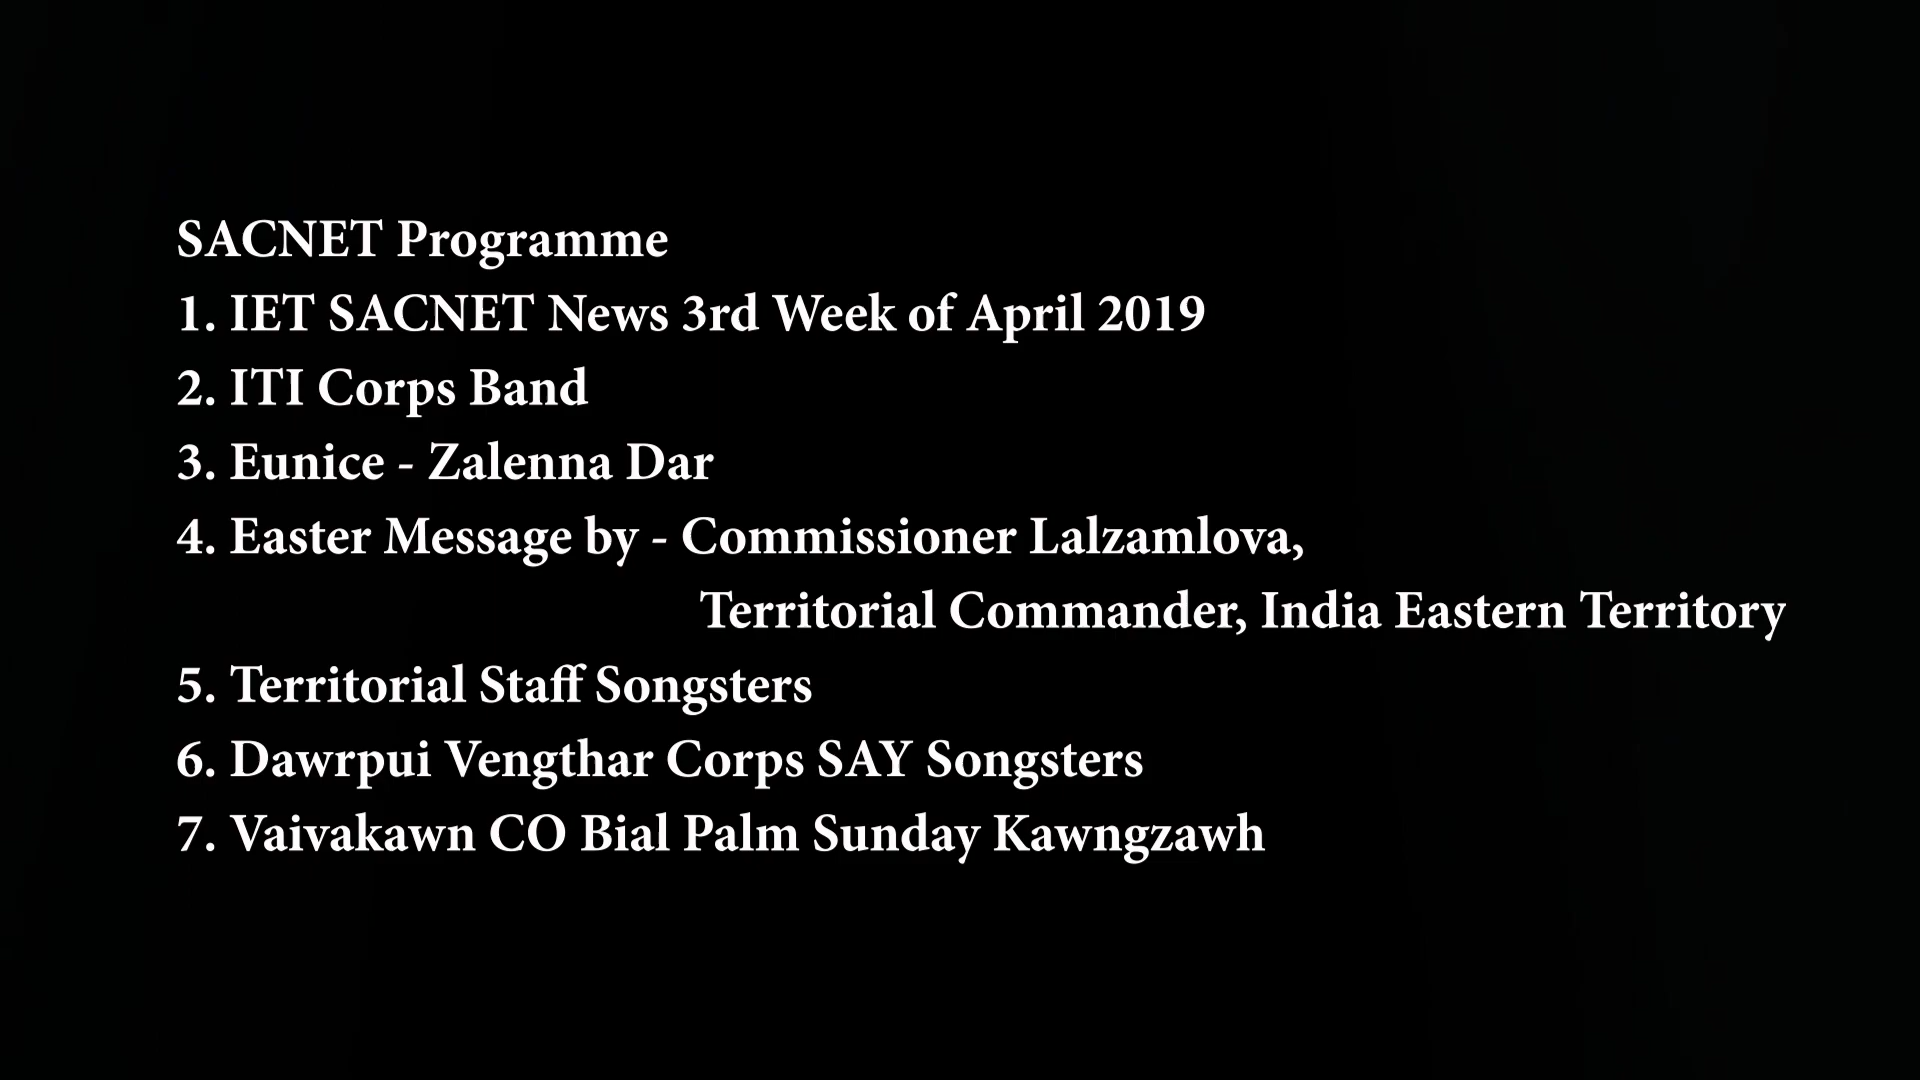 SACNET Programme
1. IET SACNET News 3rd Week of April 2019
2. ITI Corps Band
3. Eunice - Zalenna Dar
4. Easter Message by - Commissioner Lalzamlova,
Territorial Commander, India Eastern Territory
5. Territorial Staff Songsters
6. Dawrpui Vengthar Corps SAY Songsters
7. Vaivakawn CO Bial Palm Sunday Kawngzawh